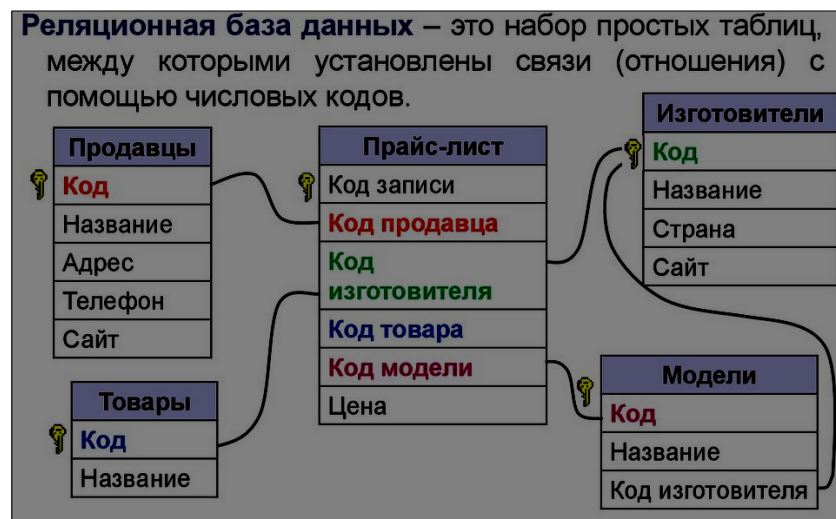 Реляционная база данных – это набор простых таблиц,
между которыми установлены связи (отношения) с
помощью числовых кодов.
Продавцы
Код
Название
Адрес
Телефон
Сайт
Товары
Код
Название
Прайс-лист
Код записи
Код продавца
Код
изготовителя
Код товара
Код модели
Цена
Изготовители
Код
Название
Страна
Сайт
Модели
Код
Название
Код изготовителя